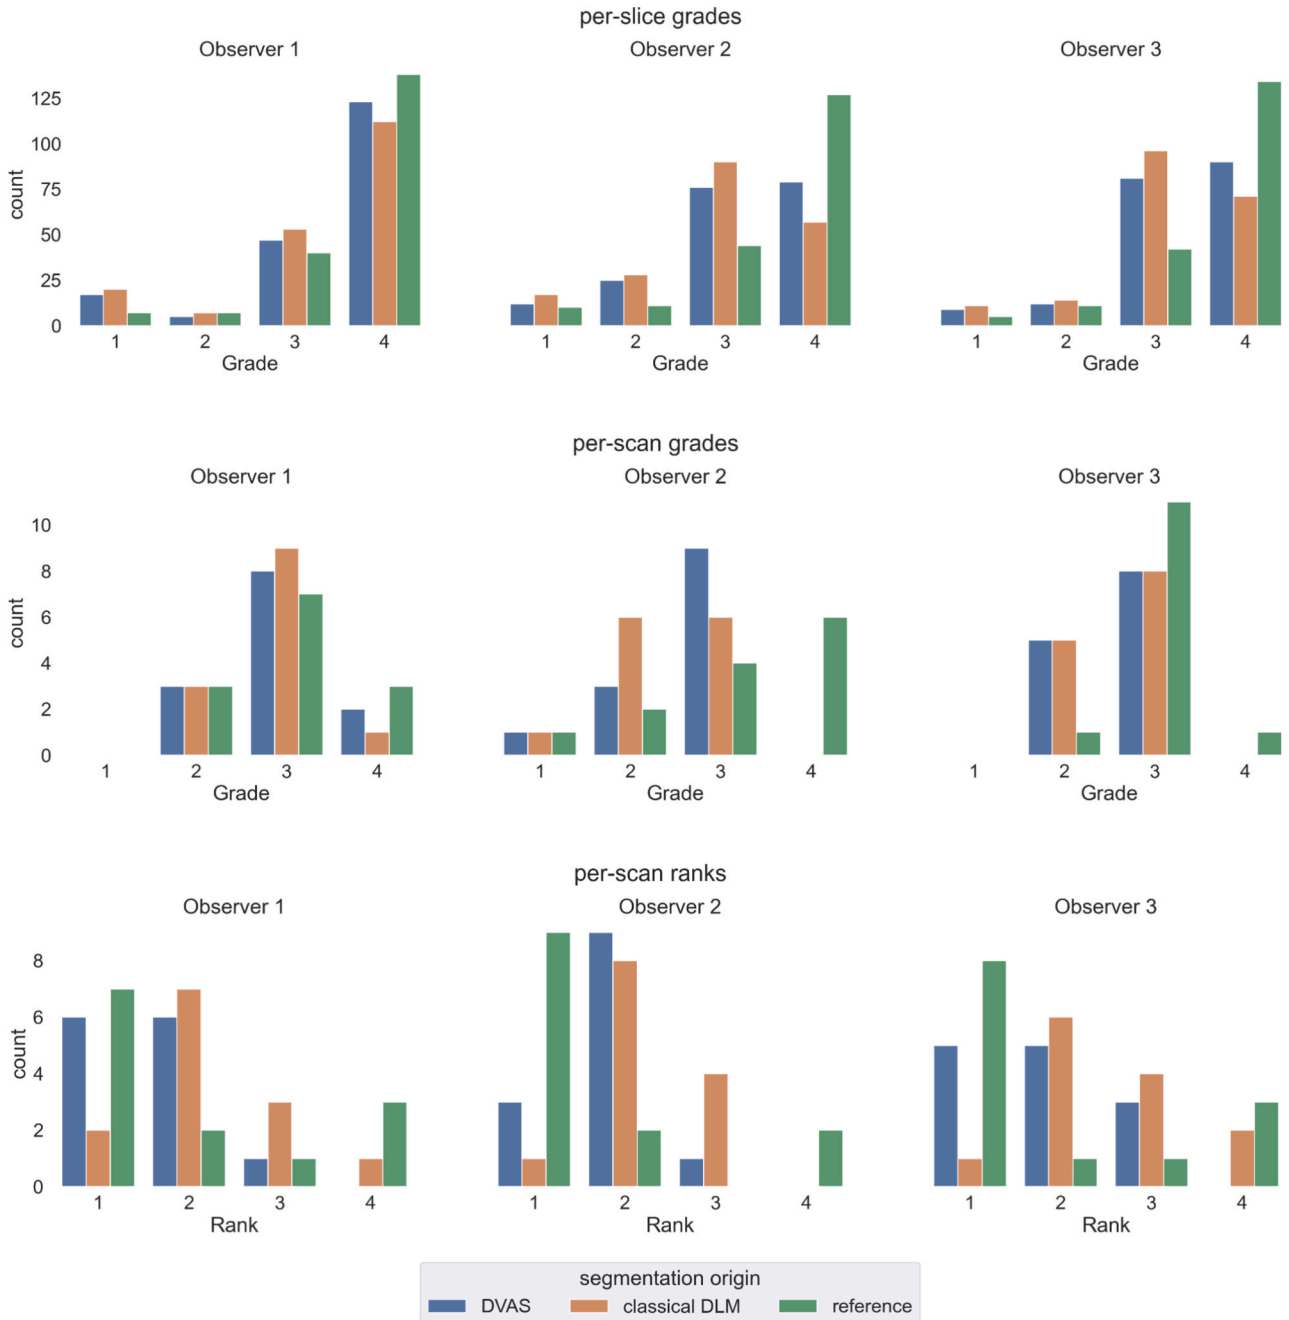 per-slice grades
Observer 1
Observer 2
Observer 3
count
125
100
75
50
25
0
1 2 3 4
1 2 3 4
1 2 3 4
Grade
Grade
Grade
per-scan grades
Observer 1
Observer 2
Observer 3
count
10
8
6
4
2
0
1 2 3 4
1 2 3 4
1 2 3 4
Grade
Grade
Grade
per-scan ranks
Observer 1
Observer 2
Observer 3
count
8
6
4
2
0
1 2 3 4
1 2 3 4
1 2 3 4
Rank
Rank
Rank
segmentation origin
DVAS classical DLM reference